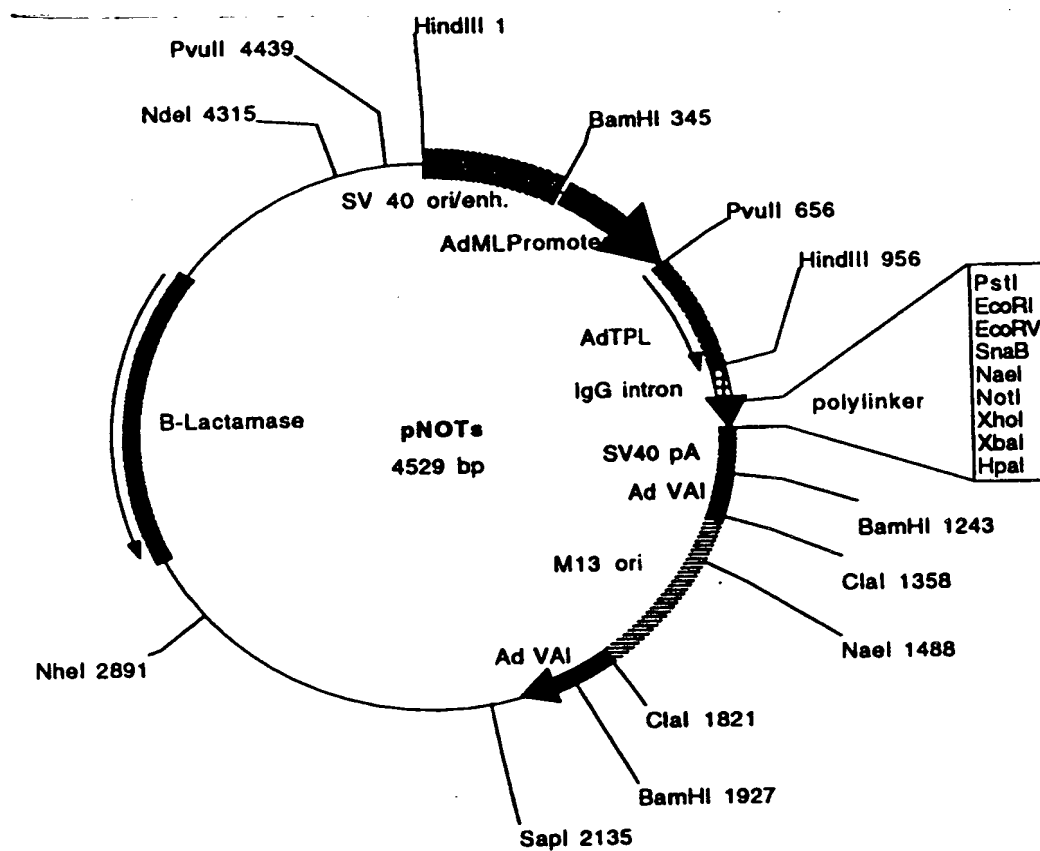 HindIII 1
PvuII 4439
NdeI 4315
BamHI 345
SV 40 ori/enh.
AdMLPromote
PvuII 656
HindIII 956
PstI
EcoRI
EcoRV
SnaB
NaeI
NotI
XhoI
XbaI
HpaI
AdTPL
IgG intron
polylinker
B-Lactamase
pNOTs
4529 bp
SV40 pA
Ad VAI
BamHI 1243
M13 ori
ClaI 1358
NaeI 1488
Ad VAI
NheI 2891
ClaI 1821
BamHI 1927
SapI 2135